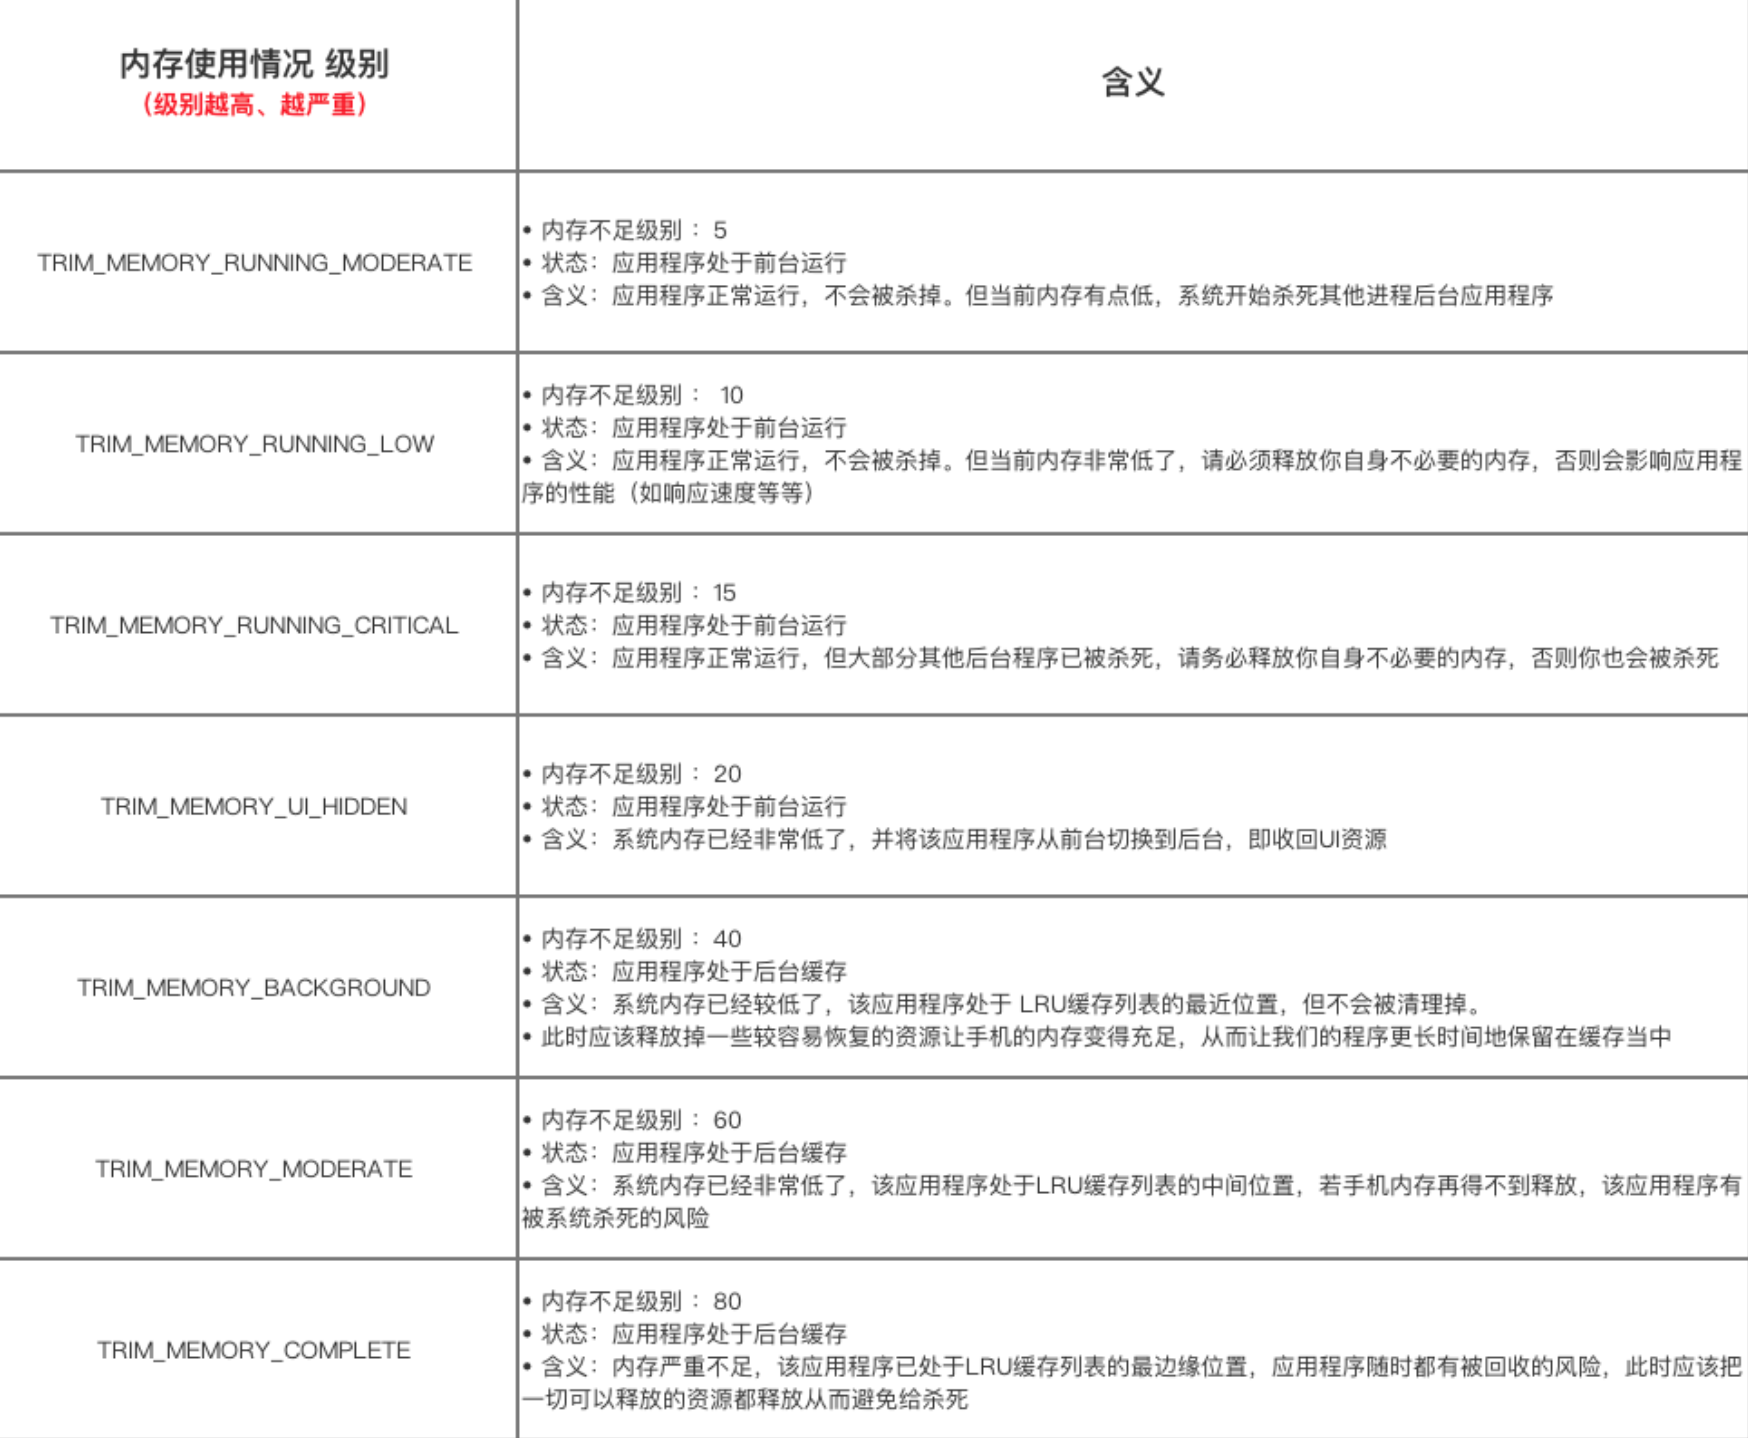 内存使用情况 级别
（级别越高、越严重）
含义
TRIM_MEMORY_RUNNING_MODERATE
• 内存不足级别 ：5
• 状态：应用程序处于前台运行
• 含义：应用程序正常运行，不会被杀掉。但当前内存有点低，系统开始杀死其他进程后台应用程序
TRIM_MEMORY_RUNNING_LOW
• 内存不足级别 ： 10
• 状态：应用程序处于前台运行
• 含义：应用程序正常运行，不会被杀掉。但当前内存非常低了，请必须释放你自身不必要的内存，否则会影响应用程
序的性能（如响应速度等等）
TRIM_MEMORY_RUNNING_CRITICAL
• 内存不足级别 ：15
• 状态：应用程序处于前台运行
• 含义：应用程序正常运行，但大部分其他后台程序已被杀死，请务必释放你自身不必要的内存，否则你也会被杀死
TRIM_MEMORY_UI_HIDDEN
• 内存不足级别 ：20
• 状态：应用程序处于前台运行
• 含义：系统内存已经非常低了，并将该应用程序从前台切换到后台，即收回UI资源
TRIM_MEMORY_BACKGROUND
• 内存不足级别 ：40
• 状态：应用程序处于后台缓存
• 含义：系统内存已经较低了，该应用程序处于 LRU缓存列表的最近位置，但不会被清理掉。
• 此时应该释放掉一些较容易恢复的资源让手机的内存变得充足，从而让我们的程序更长时间地保留在缓存当中
TRIM_MEMORY_MODERATE
• 内存不足级别 ：60
• 状态：应用程序处于后台缓存
• 含义：系统内存已经非常低了，该应用程序处于LRU缓存列表的中间位置，若手机内存再得不到释放，该应用程序有
被系统杀死的风险
TRIM_MEMORY_COMPLETE
• 内存不足级别 ：80
• 状态：应用程序处于后台缓存
• 含义：内存严重不足，该应用程序已处于LRU缓存列表的最边缘位置，应用程序随时都有被回收的风险，此时应该把
一切可以释放的资源都释放从而避免给杀死